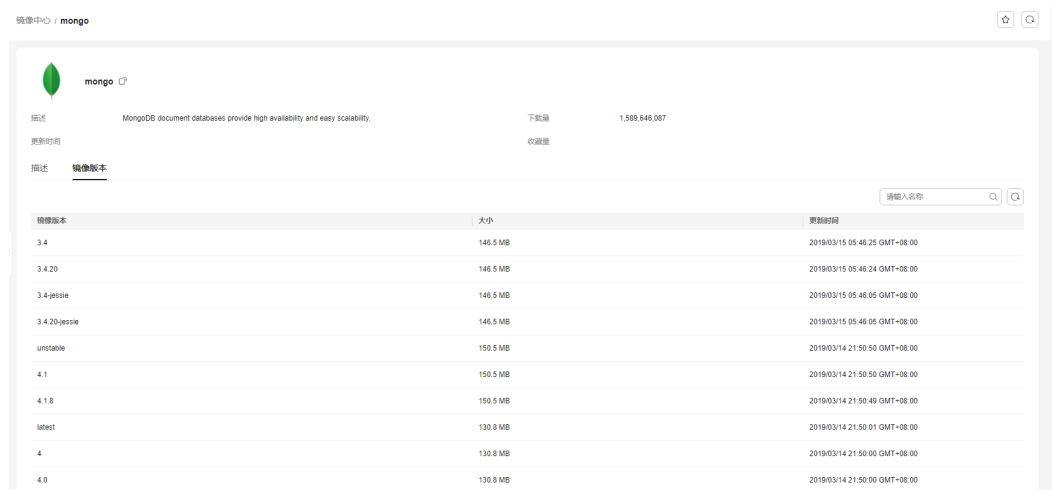 镜像中心 / mongo
mongo
描述 MongoDB document databases provide high availability and easy scalability. 下载量 1,589,646,087
更新时间 收藏量
描述 镜像版本
请输入名称
镜像版本 大小 更新时间
3.4 146.5 MB 2019/03/15 05:46:25 GMT+08:00
3.4.20 146.5 MB 2019/03/15 05:46:24 GMT+08:00
3.4-jessie 146.5 MB 2019/03/15 05:46:05 GMT+08:00
3.4.20-jessie 146.5 MB 2019/03/15 05:46:05 GMT+08:00
unstable 150.5 MB 2019/03/14 21:50:50 GMT+08:00
4.1 150.5 MB 2019/03/14 21:50:50 GMT+08:00
4.1.8 150.5 MB 2019/03/14 21:50:49 GMT+08:00
latest 130.8 MB 2019/03/14 21:50:01 GMT+08:00
4 130.8 MB 2019/03/14 21:50:00 GMT+08:00
4.0 130.8 MB 2019/03/14 21:50:00 GMT+08:00